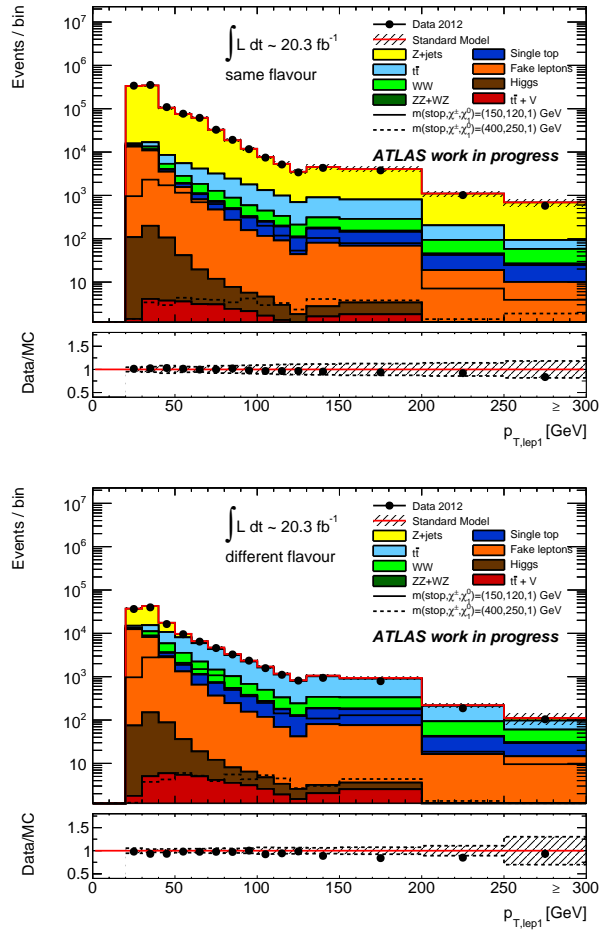 Events / bin
10^7
10^6
10^5
10^4
10^3
10^2
10
1
∫ L dt ~ 20.3 fb^-1
same flavour
Data 2012
Standard Model
Z+jets
Single top
tt̄
Fake leptons
WW
Higgs
ZZ+WZ
tt̄ + V
m(stop,χ^±,χ^0_1)=(150,120,1) GeV
m(stop,χ^±,χ^0_1)=(400,250,1) GeV
ATLAS work in progress
Data/MC
1.5
1
0.5
0 50 100 150 200 250 ≥ 300
p_T,lep1 [GeV]
Events / bin
10^7
10^6
10^5
10^4
10^3
10^2
10
1
∫ L dt ~ 20.3 fb^-1
different flavour
Data 2012
Standard Model
Z+jets
Single top
tt̄
Fake leptons
WW
Higgs
ZZ+WZ
tt̄ + V
m(stop,χ^±,χ^0_1)=(150,120,1) GeV
m(stop,χ^±,χ^0_1)=(400,250,1) GeV
ATLAS work in progress
Data/MC
1.5
1
0.5
0 50 100 150 200 250 ≥ 300
p_T,lep1 [GeV]